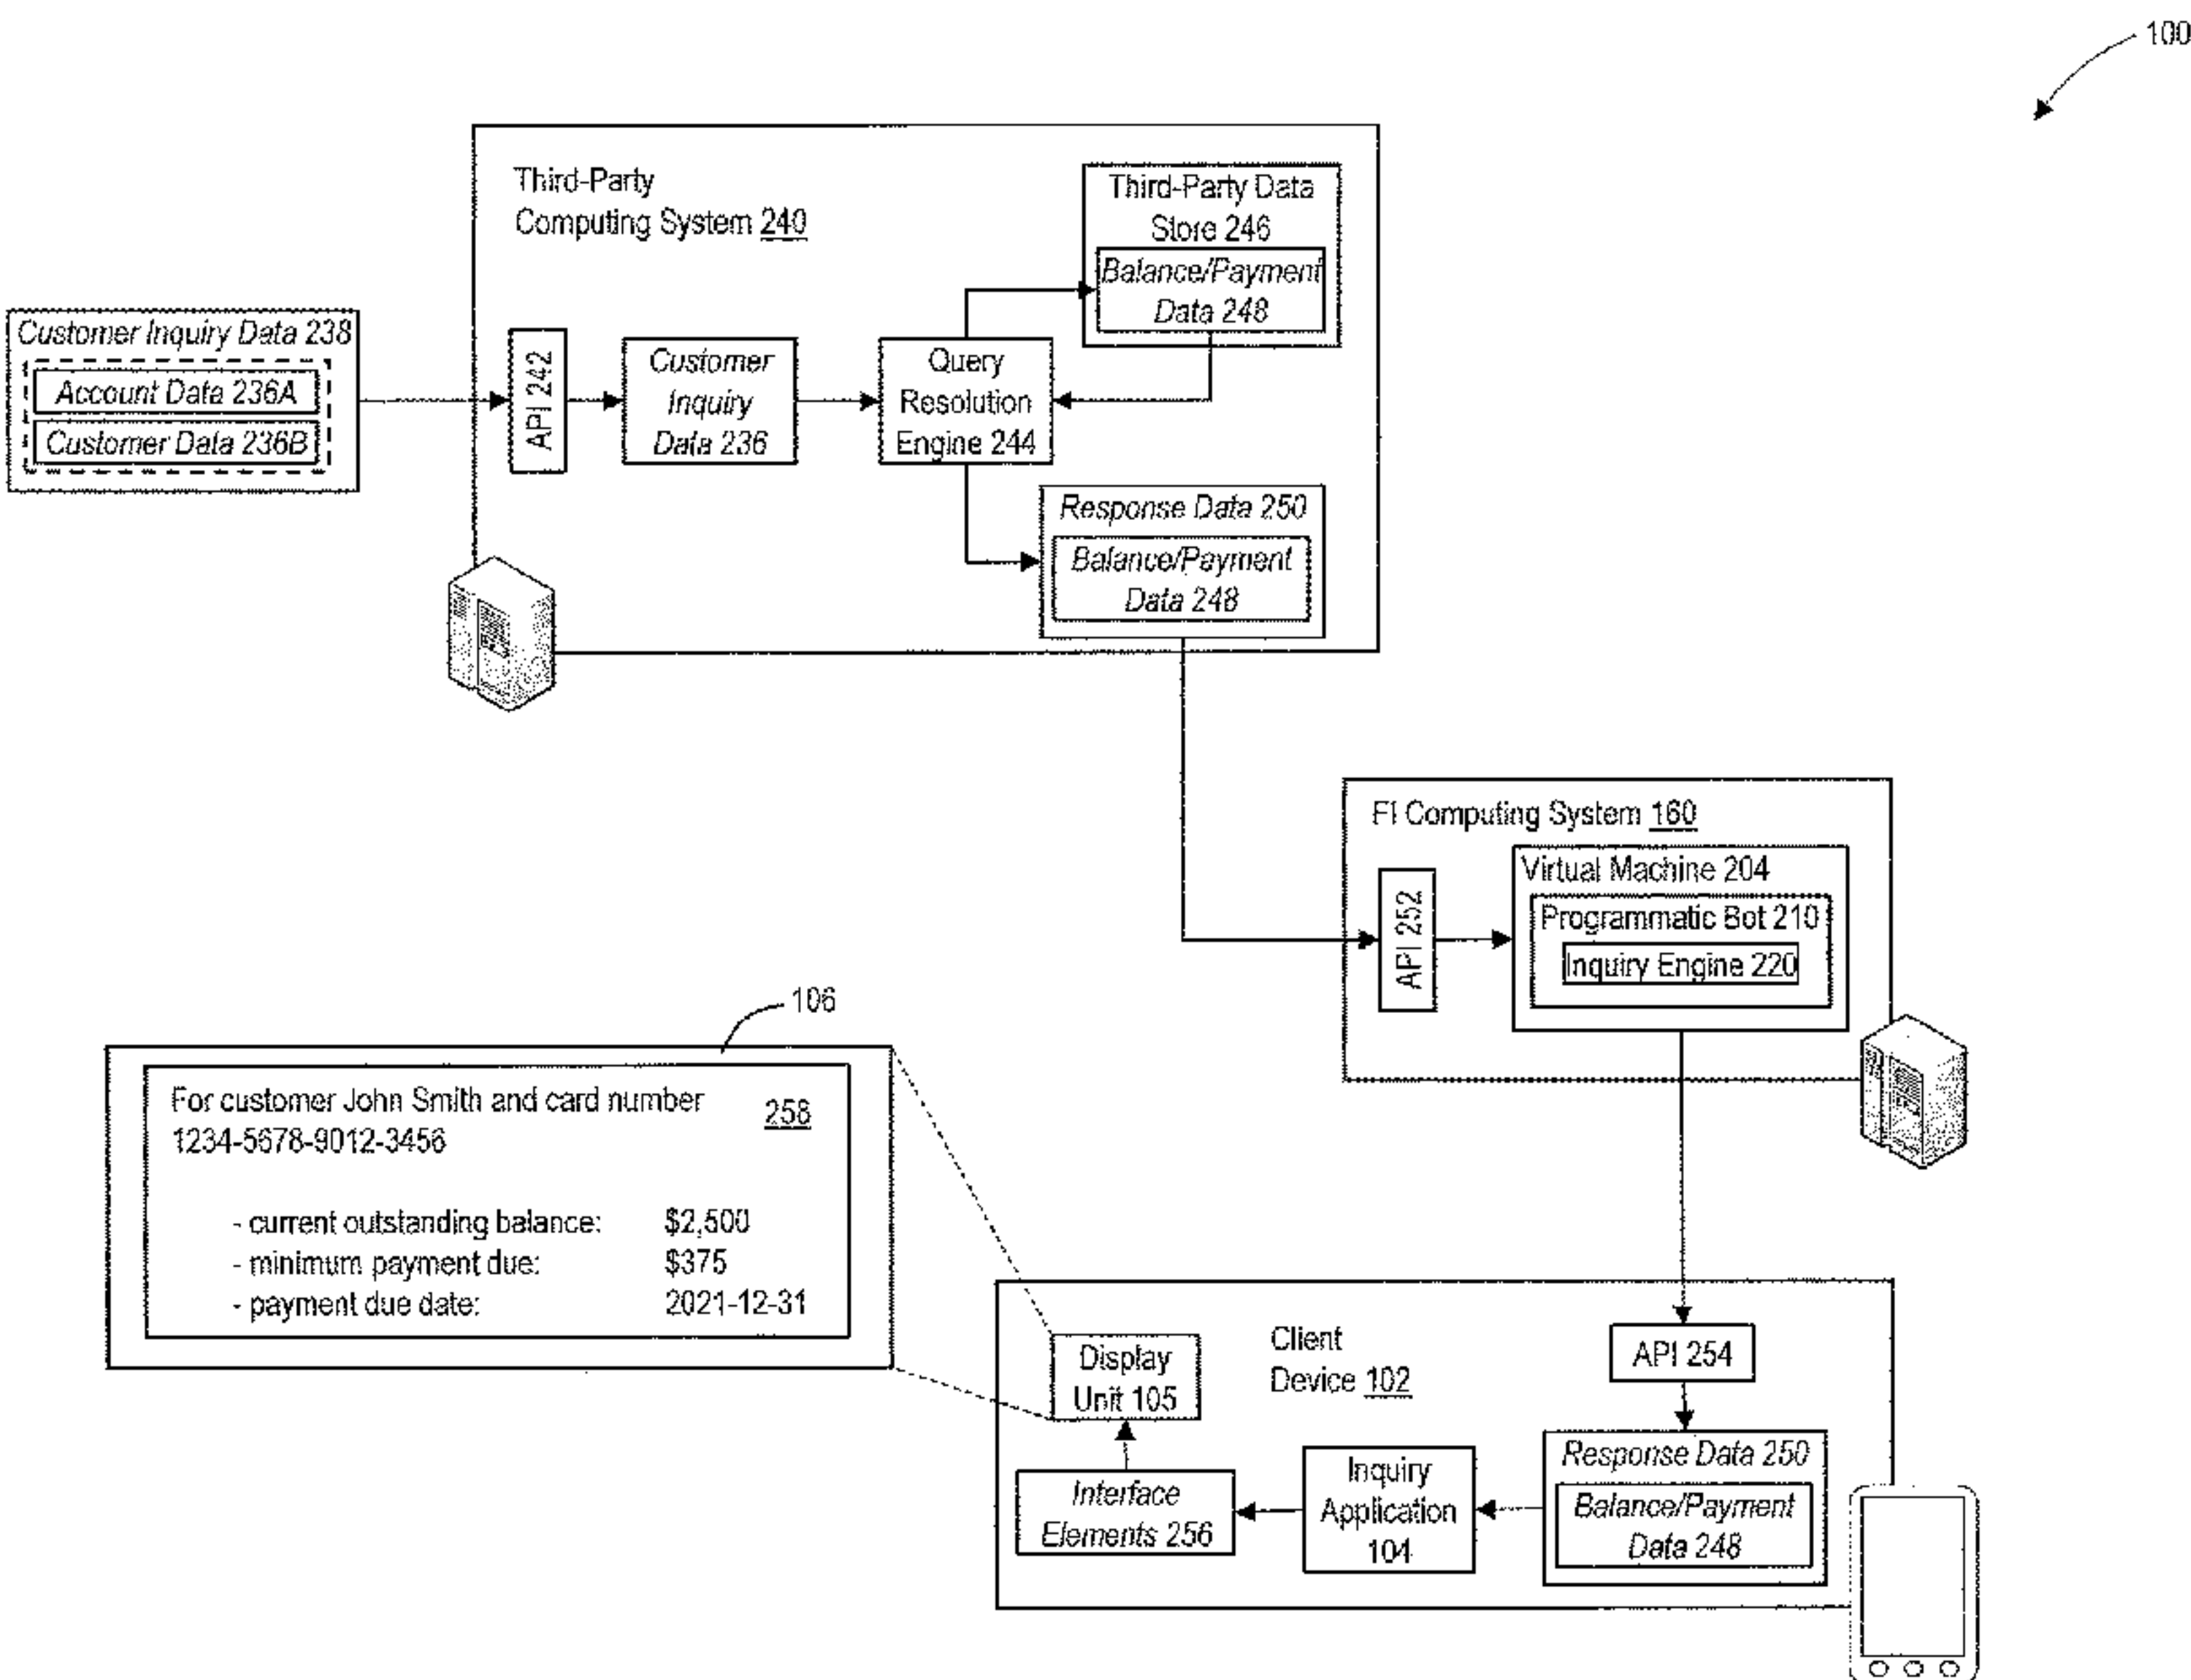 100
Third-Party
Computing System 240
Third-Party Data
Store 246
Balance/Payment
Data 248
Customer Inquiry Data 238
Account Data 236A
Customer Data 236B
API 242
Customer
Inquiry
Data 236
Query
Resolution
Engine 244
Response Data 250
Balance/Payment
Data 248
FI Computing System 160
API 252
Virtual Machine 204
Programmatic Bot 210
Inquiry Engine 220
106
For customer John Smith and card number
258
1234-5678-9012-3456
- current outstanding balance: $2,500
- minimum payment due: $375
- payment due date: 2021-12-31
Client
Device 102
Display
Unit 105
API 254
Response Data 250
Balance/Payment
Data 248
Inquiry
Application
104
Interface
Elements 256